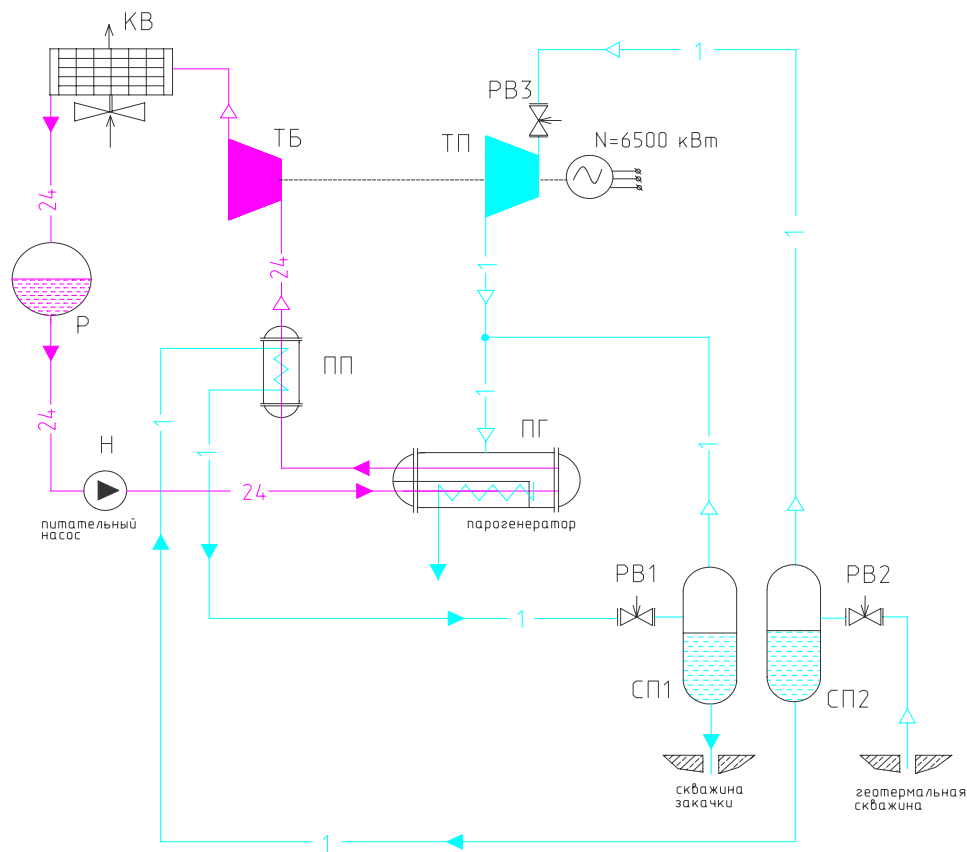 КВ
1
РВ3
ТБ
ТП
N=6500 кВт
24
1
24
1
Р
ПП
1
24
1
1
Н
ПГ
1
24
питательный
насос
парогенератор
РВ1
РВ2
1
СП1
СП2
скважина
закачки
геотермальная
скважина
1